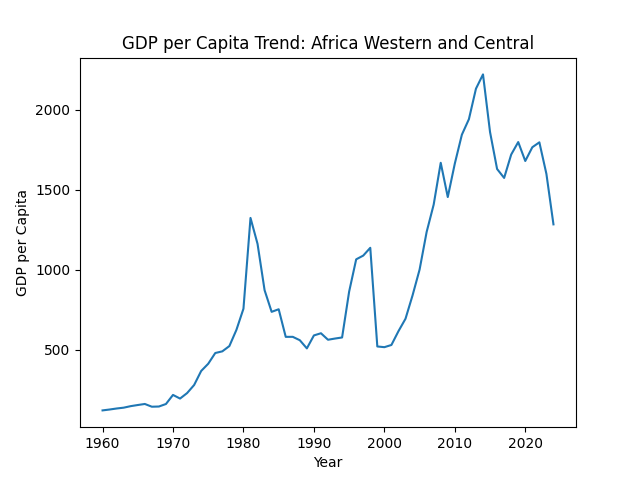 GDP per Capita Trend: Africa Western and Central
2000
1500
1000
500
GDP per Capita
1960 1970 1980 1990 2000 2010 2020
Year